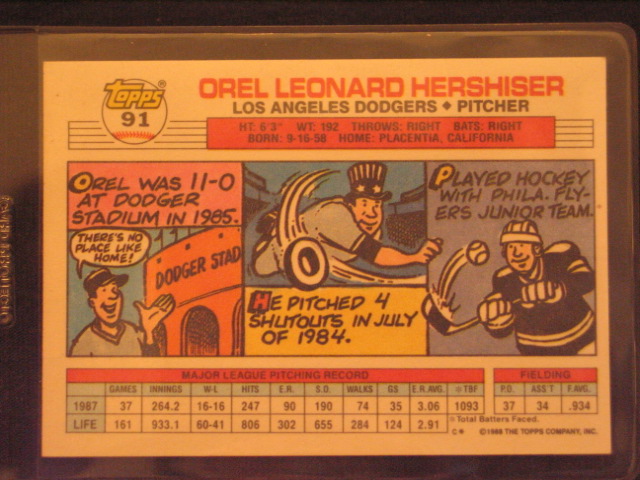 TOPPS®
91
OREL LEONARD HERSHISER
LOS ANGELES DODGERS ◆ PITCHER
HT: 6'3" WT: 192 THROWS: RIGHT BATS: RIGHT
BORN: 9-16-58 HOME: PLACENTIA, CALIFORNIA
OREL WAS 11-0
AT DODGER
STADIUM IN 1985.
THERE'S NO
PLACE LIKE
HOME!
DODGER STAD
0
HE PITCHED 4
SHUTOUTS IN JULY
OF 1984.
PLAYED HOCKEY
WITH PHILA. FLY-
ERS JUNIOR TEAM.
MAJOR LEAGUE PITCHING RECORD
GAMES INNINGS W-L HITS E.R. S.O. WALKS GS E.R.AVG. ☆TBF
1987 37 264.2 16-16 247 90 190 74 35 3.06 1093
LIFE 161 933.1 60-41 806 302 655 284 124 2.91
FIELDING
P.O. ASS'T F.AVG.
37 34 .934
☆Total Batters Faced.
C* ©1988 THE TOPPS COMPANY, INC.